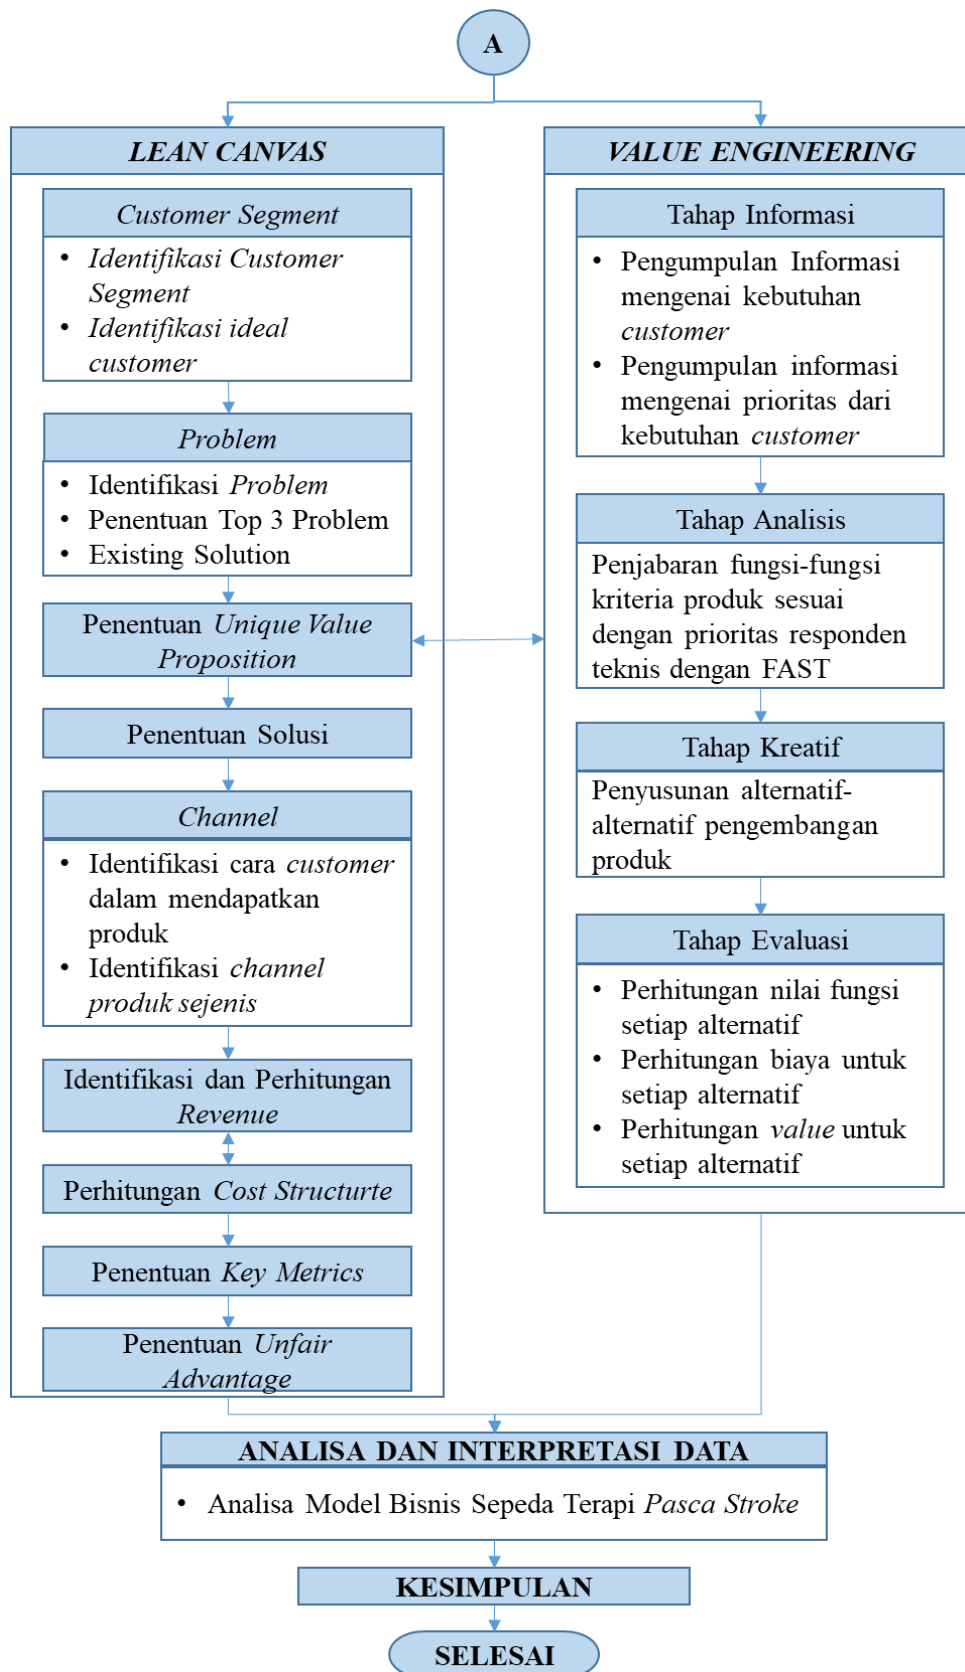 A
LEAN CANVAS
Customer Segment
• Identifikasi Customer
Segment
• Identifikasi ideal
customer
Problem
• Identifikasi Problem
• Penentuan Top 3 Problem
• Existing Solution
Penentuan Unique Value
Proposition
Penentuan Solusi
Channel
• Identifikasi cara customer
dalam mendapatkan
produk
• Identifikasi channel
produk sejenis
Identifikasi dan Perhitungan
Revenue
Perhitungan Cost Structurte
Penentuan Key Metrics
Penentuan Unfair
Advantage
VALUE ENGINEERING
Tahap Informasi
• Pengumpulan Informasi
mengenai kebutuhan
customer
• Pengumpulan informasi
mengenai prioritas dari
kebutuhan customer
Tahap Analisis
Penjabaran fungsi-fungsi
kriteria produk sesuai
dengan prioritas responden
teknis dengan FAST
Tahap Kreatif
Penyusunan alternatif-
alternatif pengembangan
produk
Tahap Evaluasi
• Perhitungan nilai fungsi
setiap alternatif
• Perhitungan biaya untuk
setiap alternatif
• Perhitungan value untuk
setiap alternatif
ANALISA DAN INTERPRETASI DATA
• Analisa Model Bisnis Sepeda Terapi Pasca Stroke
KESIMPULAN
SELESAI